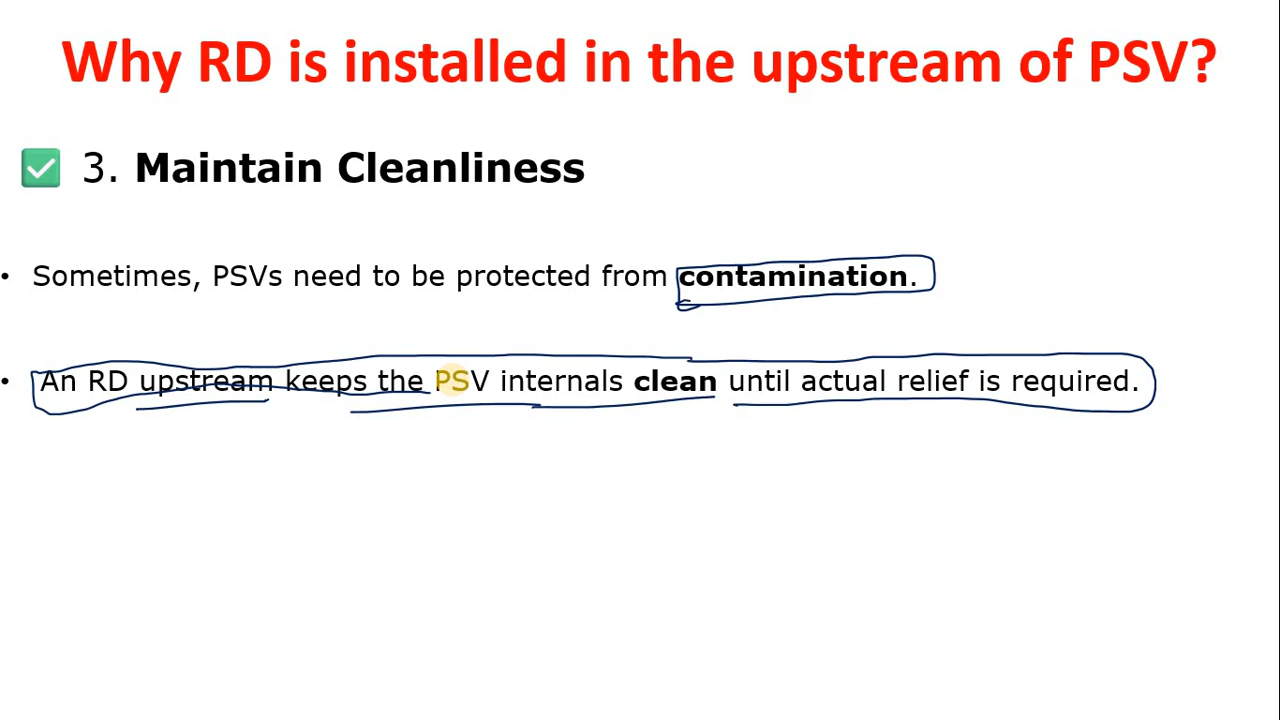 Why RD is installed in the upstream of PSV?
✅ 3. Maintain Cleanliness
• Sometimes, PSVs need to be protected from contamination.
• An RD upstream keeps the PSV internals clean until actual relief is required.